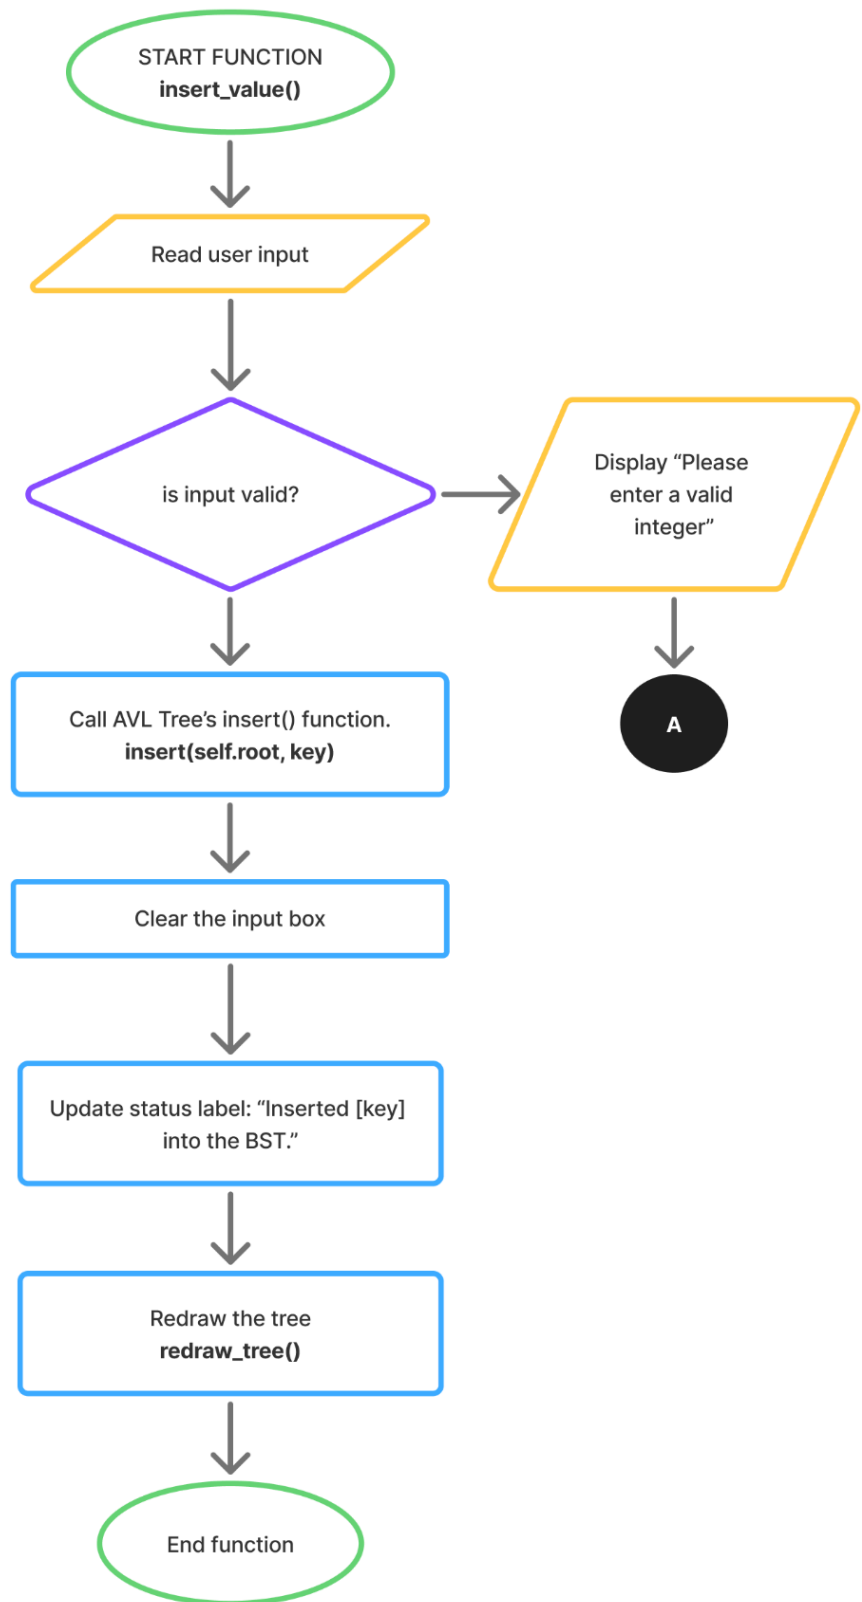 START FUNCTION
insert_value()
Read user input
is input valid?
Display “Please
enter a valid
integer”
Call AVL Tree’s insert() function.
insert(self.root, key)
A
Clear the input box
Update status label: “Inserted [key]
into the BST.”
Redraw the tree
redraw_tree()
End function